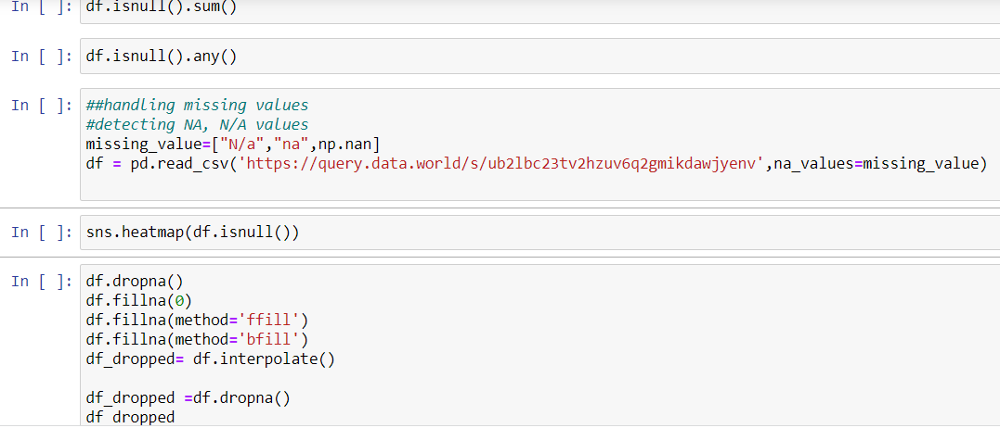 In [ ]: df.isnull().sum()
In [ ]: df.isnull().any()
In [ ]: ##handling missing values
#detecting NA, N/A values
missing_value=["N/a","na",np.nan]
df = pd.read_csv('https://query.data.world/s/ub2lbc23tv2hzuv6q2gmikdawjyenv',na_values=missing_value)
In [ ]: sns.heatmap(df.isnull())
In [ ]: df.dropna()
df.fillna(0)
df.fillna(method='ffill')
df.fillna(method='bfill')
df_dropped= df.interpolate()
df_dropped =df.dropna()
df_dropped